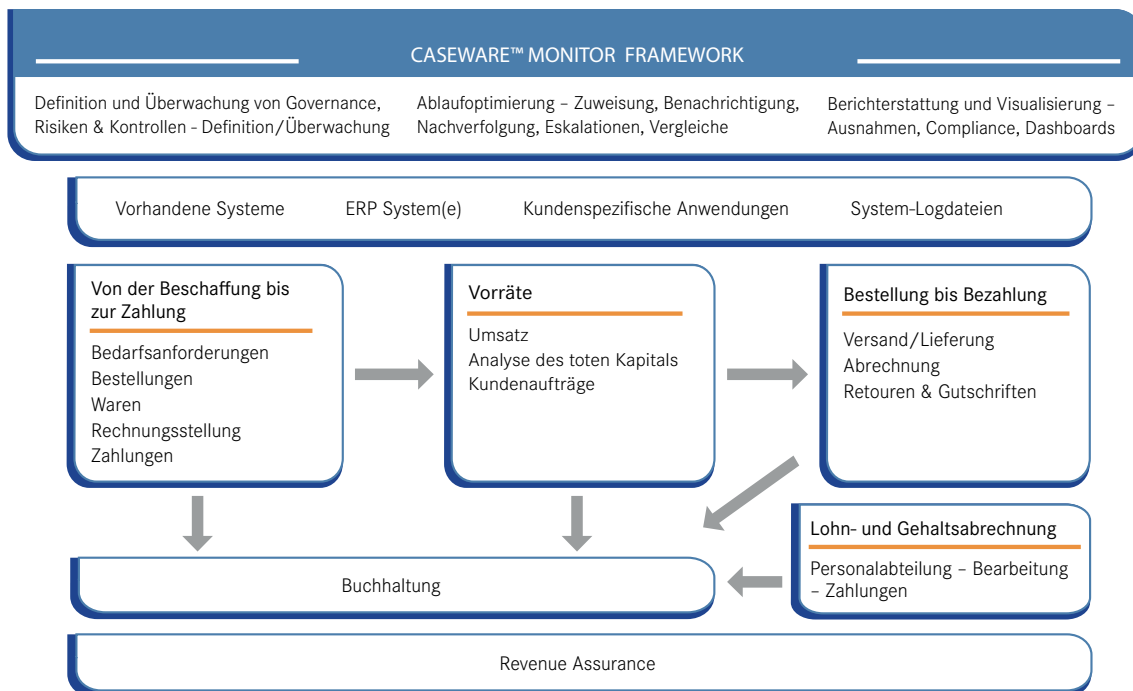 CASEWARE™ MONITOR FRAMEWORK
Definition und Überwachung von Governance,
Risiken & Kontrollen - Definition/Überwachung
Ablaufoptimierung – Zuweisung, Benachrichtigung,
Nachverfolgung, Eskalationen, Vergleiche
Berichterstattung und Visualisierung –
Ausnahmen, Compliance, Dashboards
Vorhandene Systeme
ERP System(e)
Kundenspezifische Anwendungen
System-Logdateien
Von der Beschaffung bis
zur Zahlung
Bedarfsanforderungen
Bestellungen
Waren
Rechnungsstellung
Zahlungen
Vorräte
Umsatz
Analyse des toten Kapitals
Kundenaufträge
Bestellung bis Bezahlung
Versand/Lieferung
Abrechnung
Retouren & Gutschriften
Lohn- und Gehaltsabrechnung
Personalabteilung – Bearbeitung
– Zahlungen
Buchhaltung
Revenue Assurance